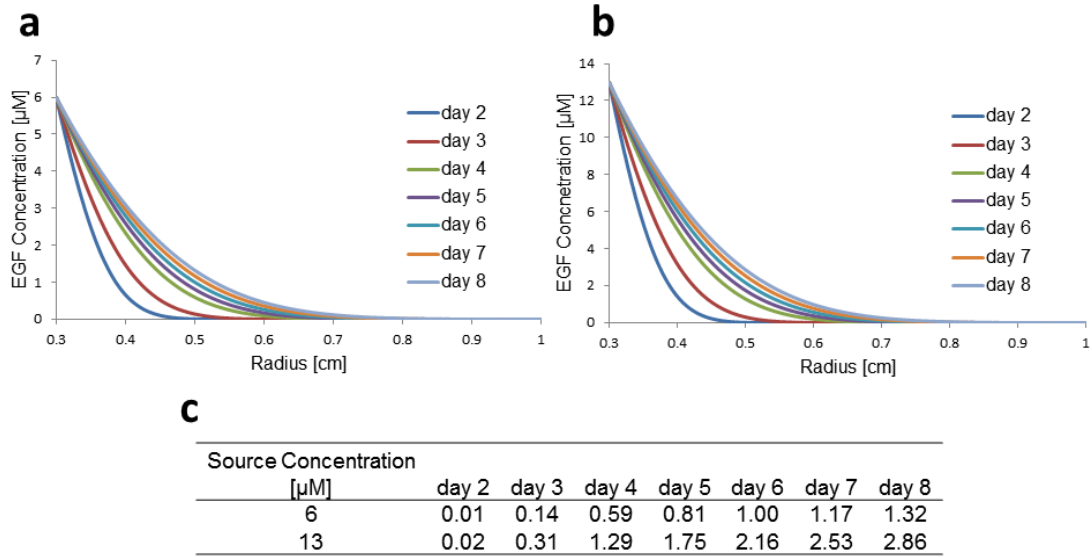 a
7
6
5
4
3
2
1
0
EGF Concentration [µM]
0.3 0.4 0.5 0.6 0.7 0.8 0.9 1
Radius [cm]
day 2
day 3
day 4
day 5
day 6
day 7
day 8
b
14
12
10
8
6
4
2
0
EGF Concnetration [µM]
0.3 0.4 0.5 0.6 0.7 0.8 0.9 1
Radius [cm]
day 2
day 3
day 4
day 5
day 6
day 7
day 8
c
Source Concentration
[µM] day 2 day 3 day 4 day 5 day 6 day 7 day 8
6 0.01 0.14 0.59 0.81 1.00 1.17 1.32
13 0.02 0.31 1.29 1.75 2.16 2.53 2.86